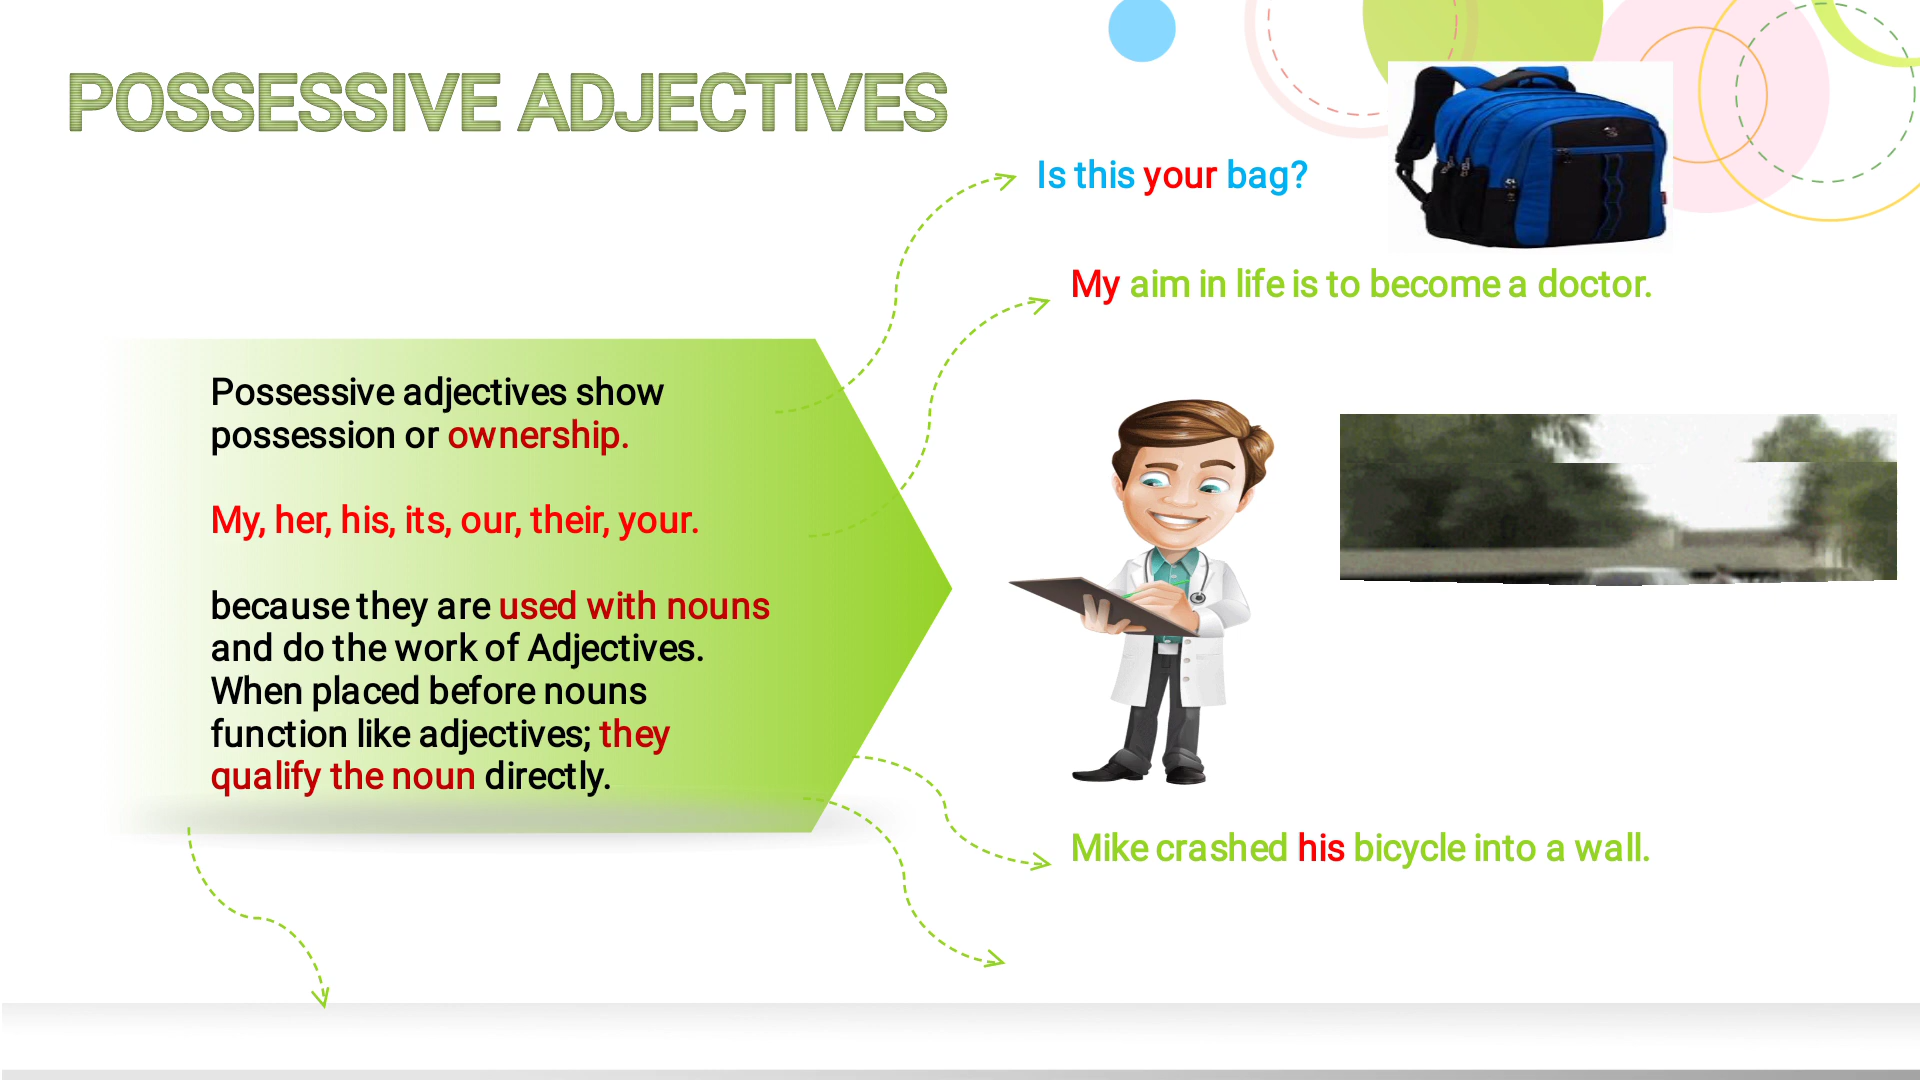 POSSESSIVE ADJECTIVES
Is this your bag?
My aim in life is to become a doctor.
Possessive adjectives show
possession or ownership.
My, her, his, its, our, their, your.
because they are used with nouns
and do the work of Adjectives.
When placed before nouns
function like adjectives; they
qualify the noun directly.
Mike crashed his bicycle into a wall.